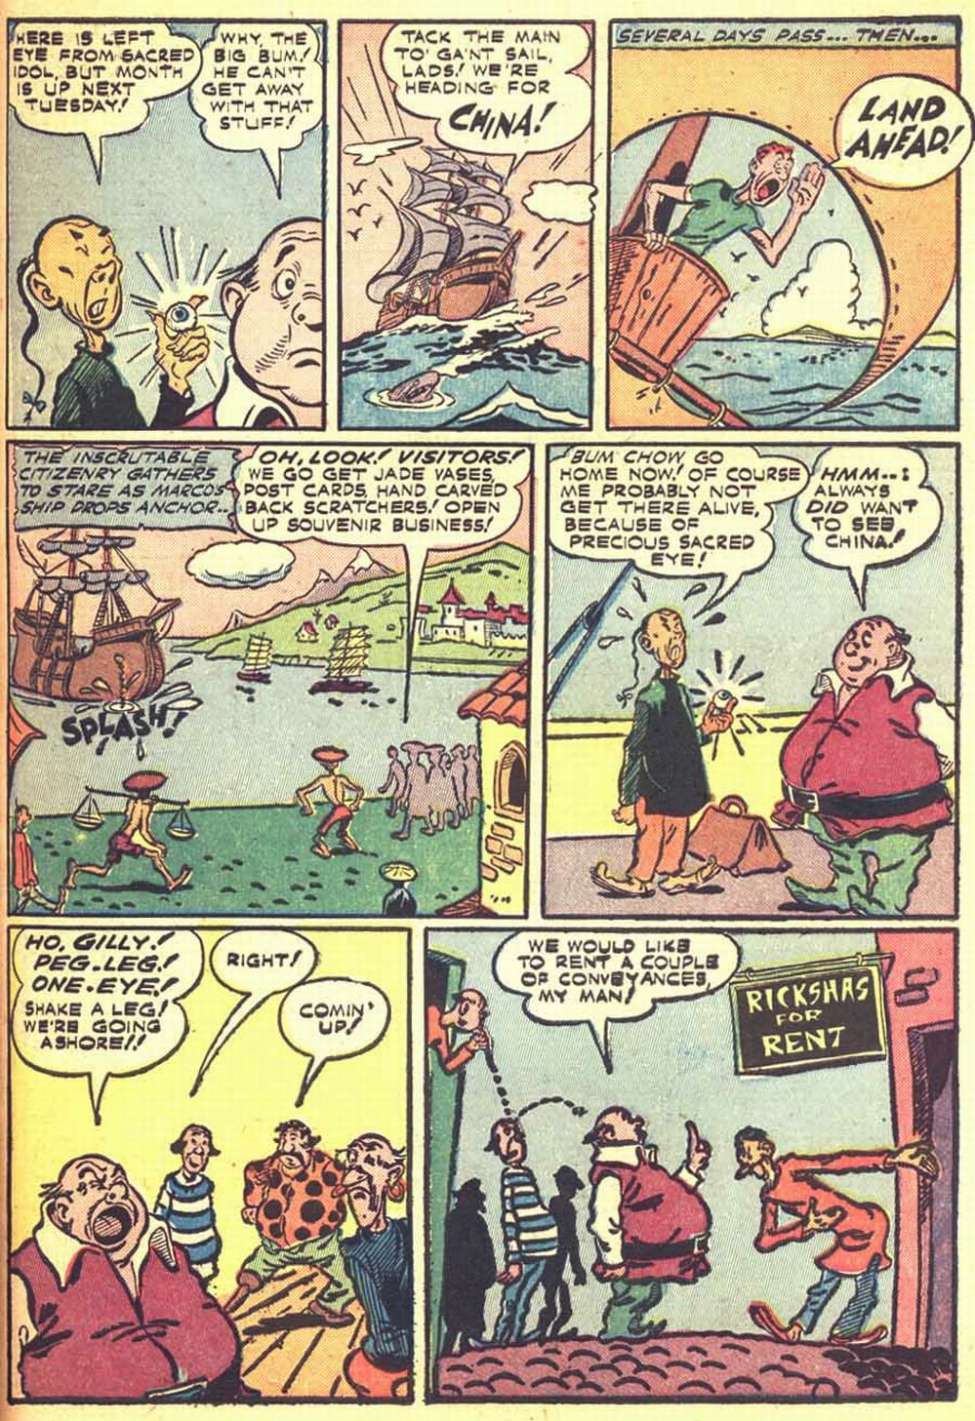 HERE IS LEFT
EYE FROM SACRED
IDOL, BUT MONTH
IS UP NEXT
TUESDAY!
WHY, THE
BIG BUM!
HE CAN'T
GET AWAY
WITH THAT
STUFF!
TACK THE MAIN
TO' GA'NT SAIL,
LADS! WE'RE
HEADING FOR
CHINA!
SEVERAL DAYS PASS--- THEN...
LAND
AHEAD!
THE INSCRUTABLE
CITIZENRY GATHERS
TO STARE AS MARCOS'
SHIP DROPS ANCHOR...
OH, LOOK! VISITORS!
WE GO GET JADE VASES,
POST CARDS, HAND CARVED
BACK SCRATCHERS! OPEN
UP SOUVENIR BUSINESS!
SPLASH!
BUM CHOW GO
HOME NOW! OF COURSE
ME PROBABLY NOT
GET THERE ALIVE,
BECAUSE OF
PRECIOUS SACRED
EYE!
HMM--!
ALWAYS
DID WANT
TO SEE
CHINA!
HO, GILLY!
PEG-LEG!
ONE-EYE!
SHAKE A LEG!
WE'RE GOING
ASHORE!!
RIGHT!
COMIN'
UP!
WE WOULD LIKE
TO RENT A COUPLE
OF CONVEYANCES,
MY MAN!
RICKSHAS
FOR
RENT